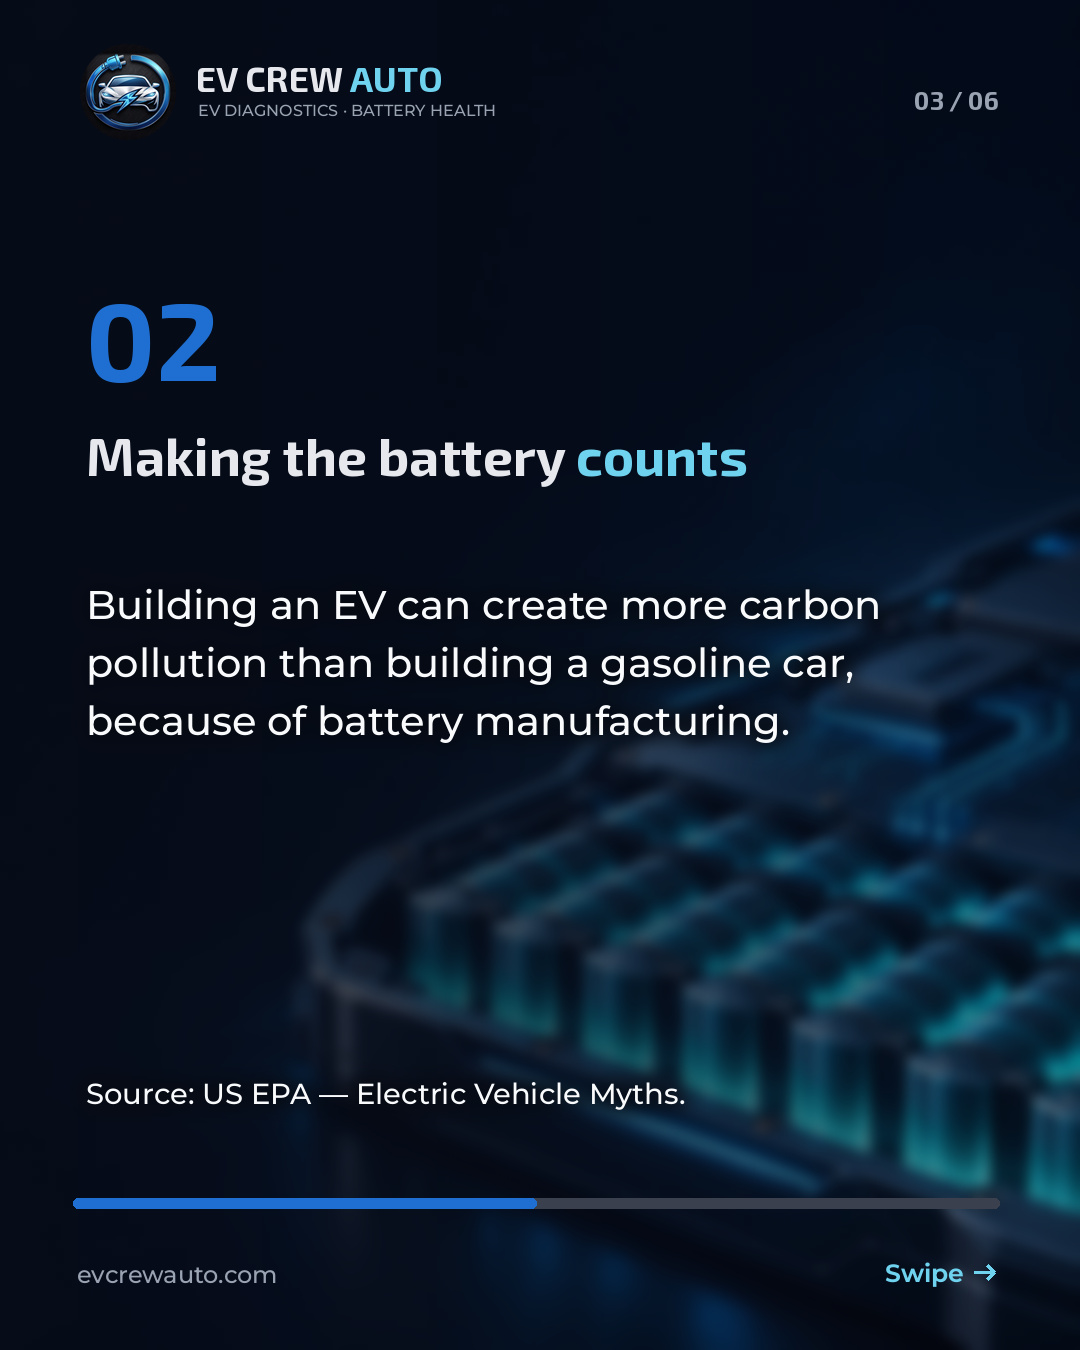 EV CREW AUTO
EV DIAGNOSTICS · BATTERY HEALTH
03 / 06
02
Making the battery counts
Building an EV can create more carbon
pollution than building a gasoline car,
because of battery manufacturing.
Source: US EPA — Electric Vehicle Myths.
evcrewauto.com
Swipe →